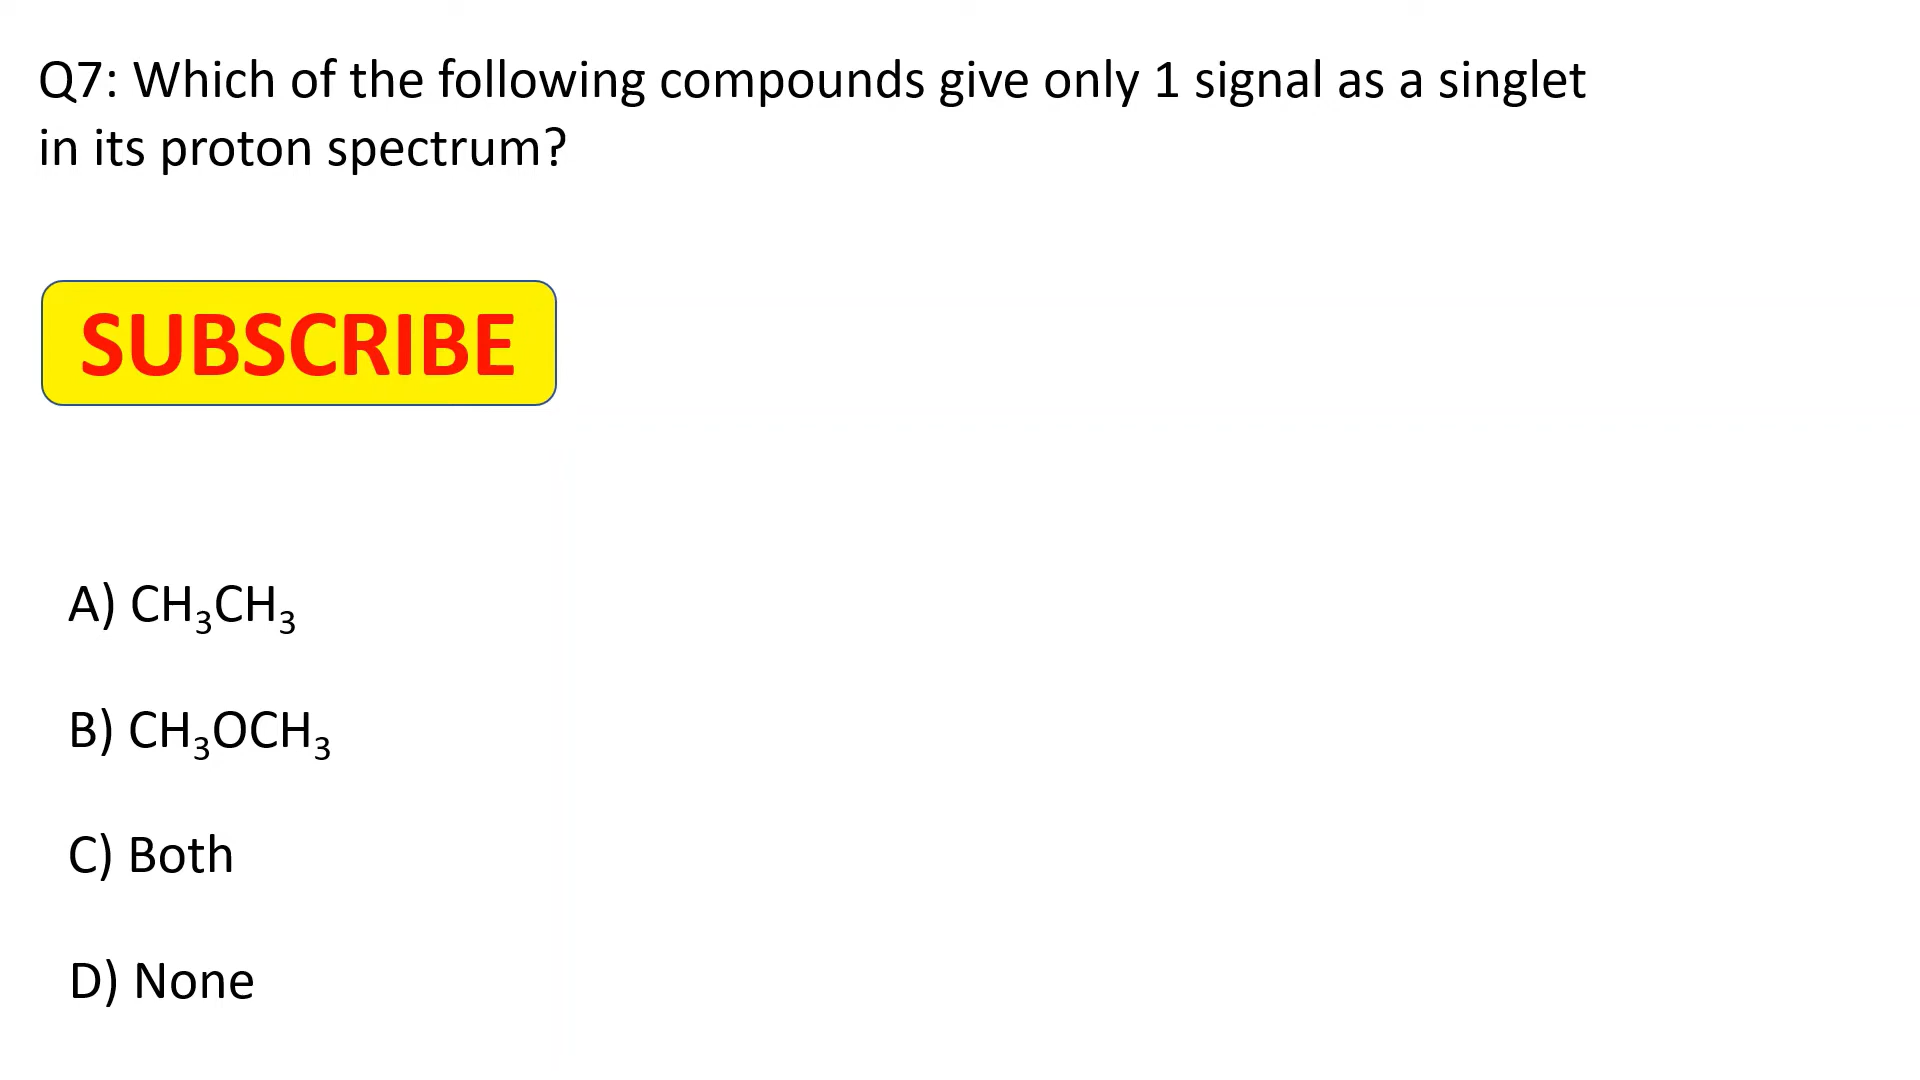 Q7: Which of the following compounds give only 1 signal as a singlet
in its proton spectrum?
SUBSCRIBE
A) CH₃CH₃
B) CH₃OCH₃
C) Both
D) None